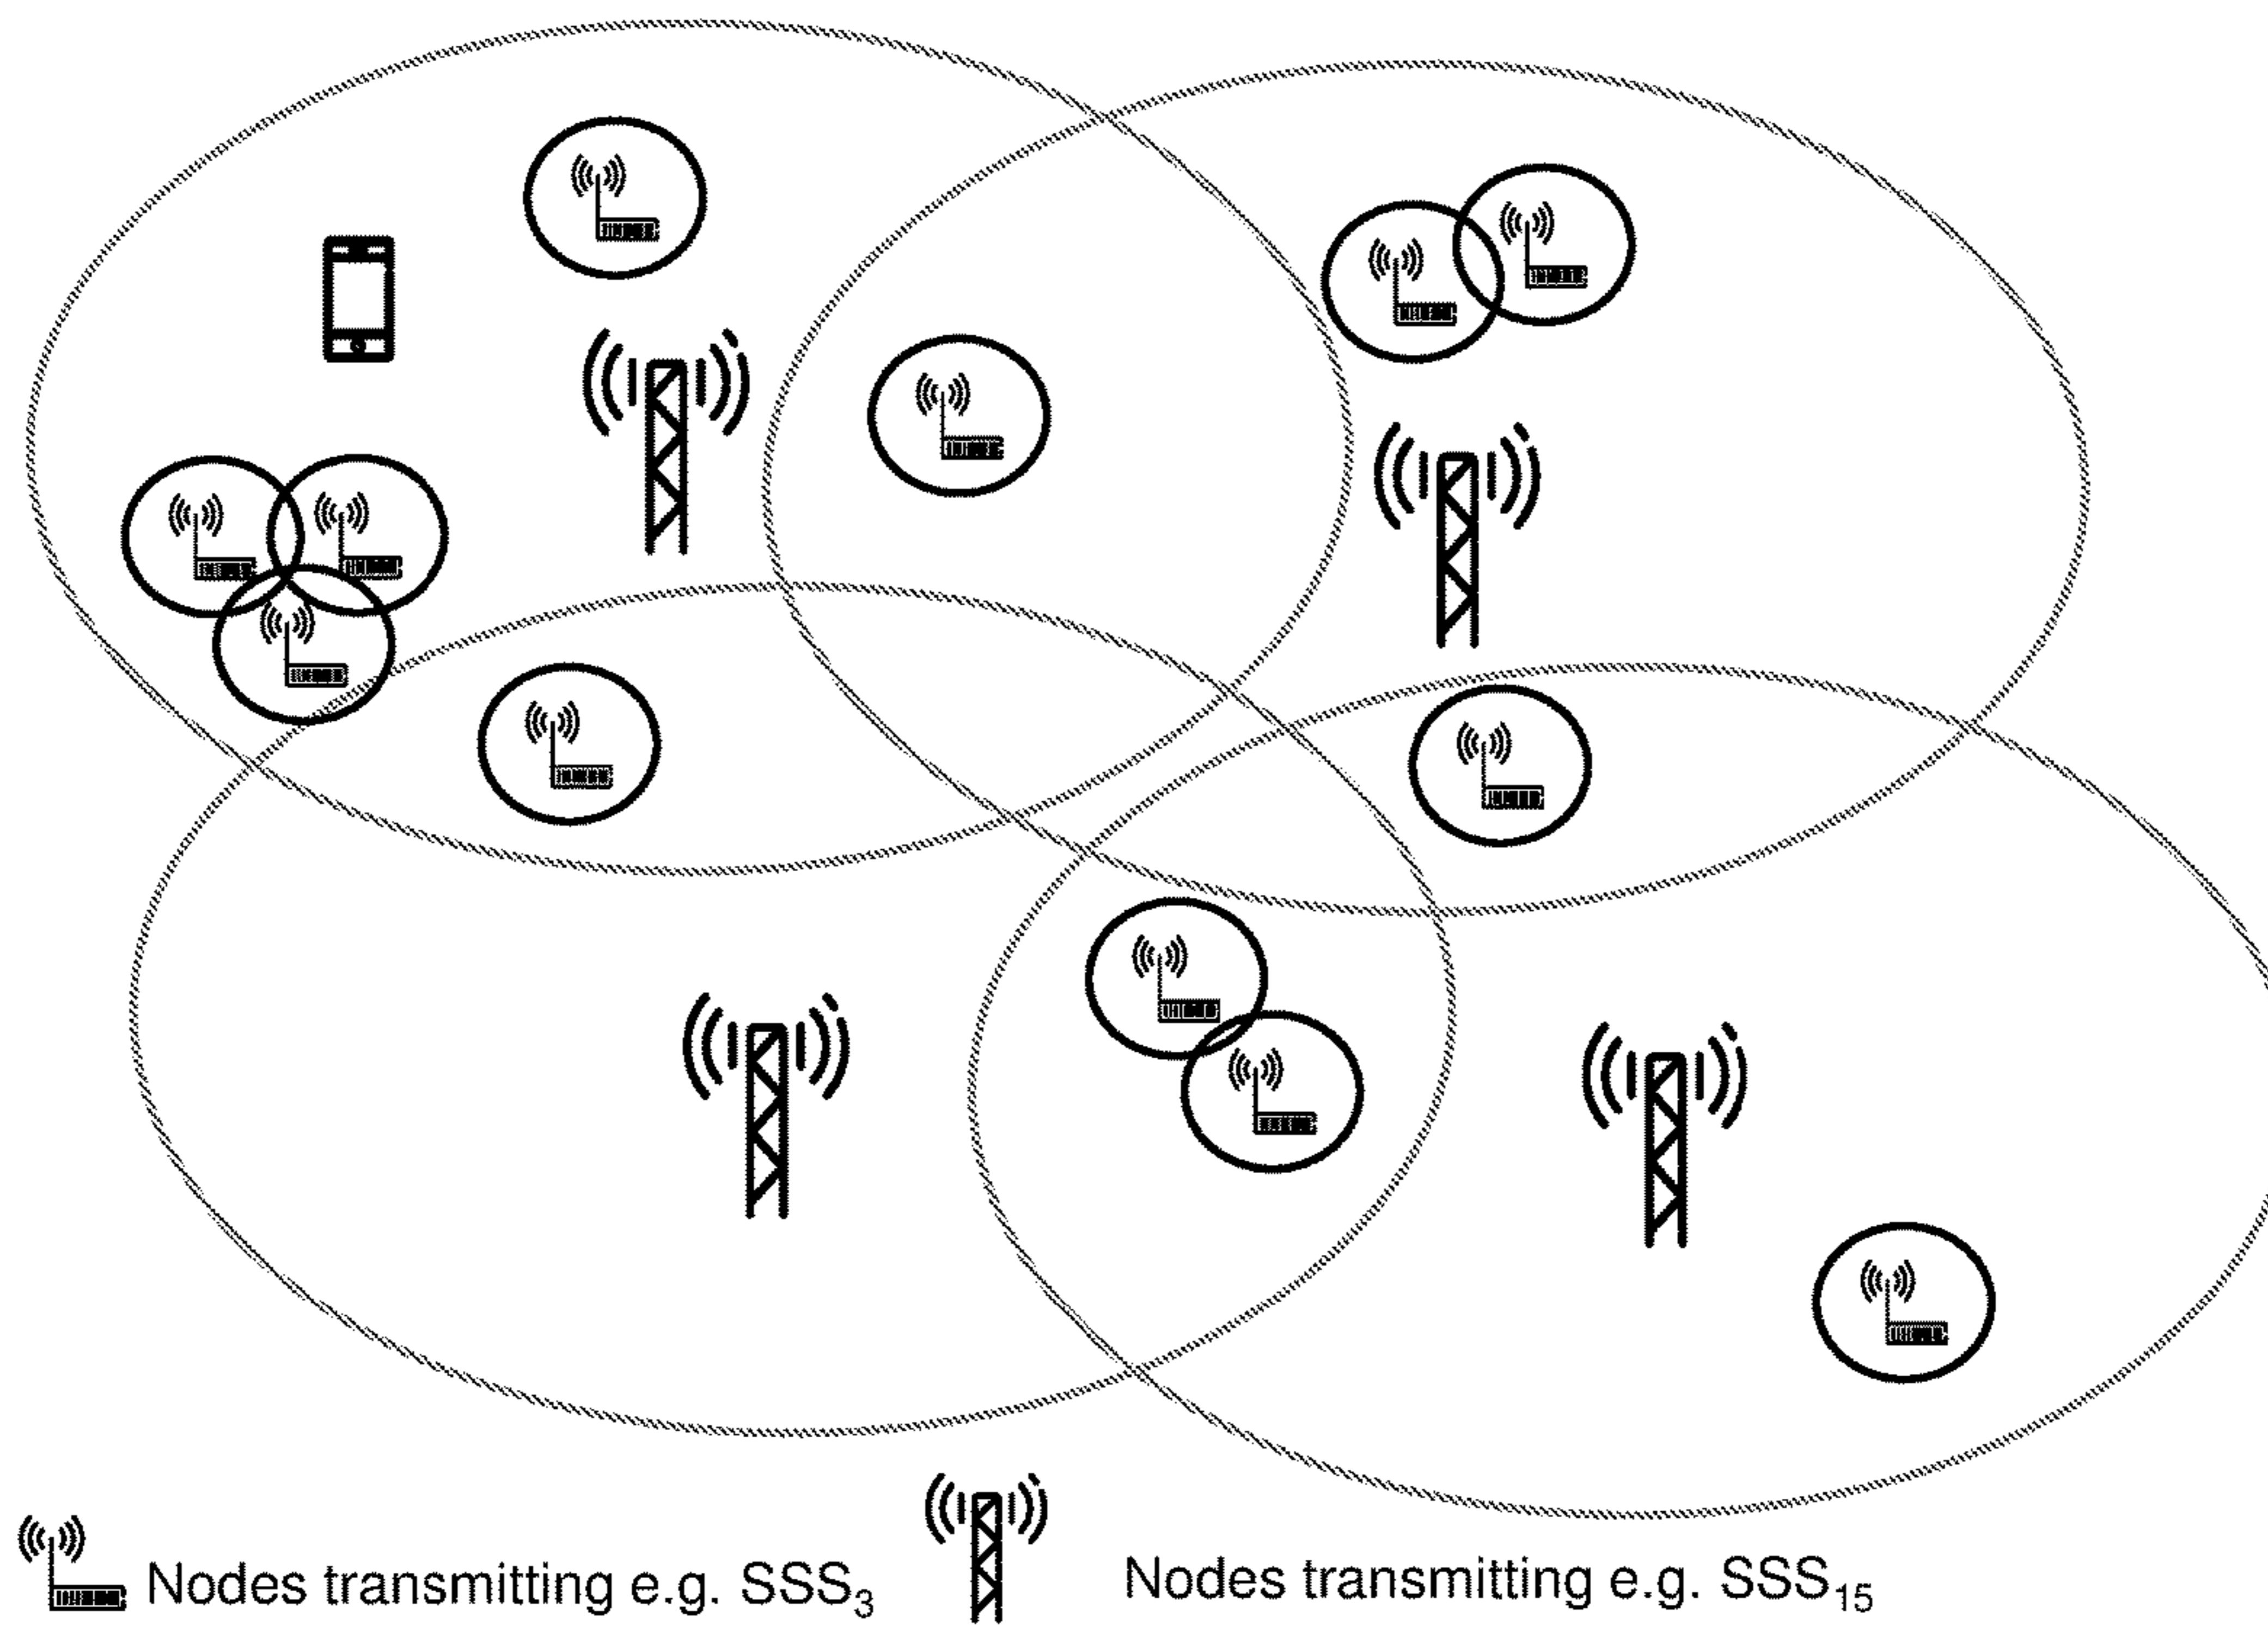 Nodes transmitting e.g. SSS₃
Nodes transmitting e.g. SSS₁₅